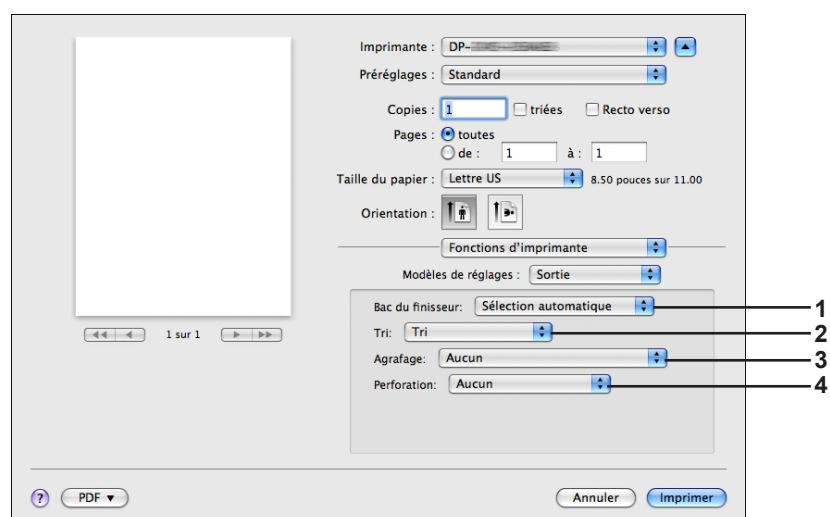 Imprimante : DP-
Préréglages : Standard
Copies : 1 triées Recto verso
Pages : toutes
de : 1 à : 1
Taille du papier : Lettre US 8.50 pouces sur 11.00
Orientation :
Fonctions d'imprimante
Modèles de réglages : Sortie
Bac du finisseur: Sélection automatique 1
Tri: Tri 2
Agrafage: Aucun 3
Perforation: Aucun 4
1 sur 1
? PDF ▼ Annuler Imprimer